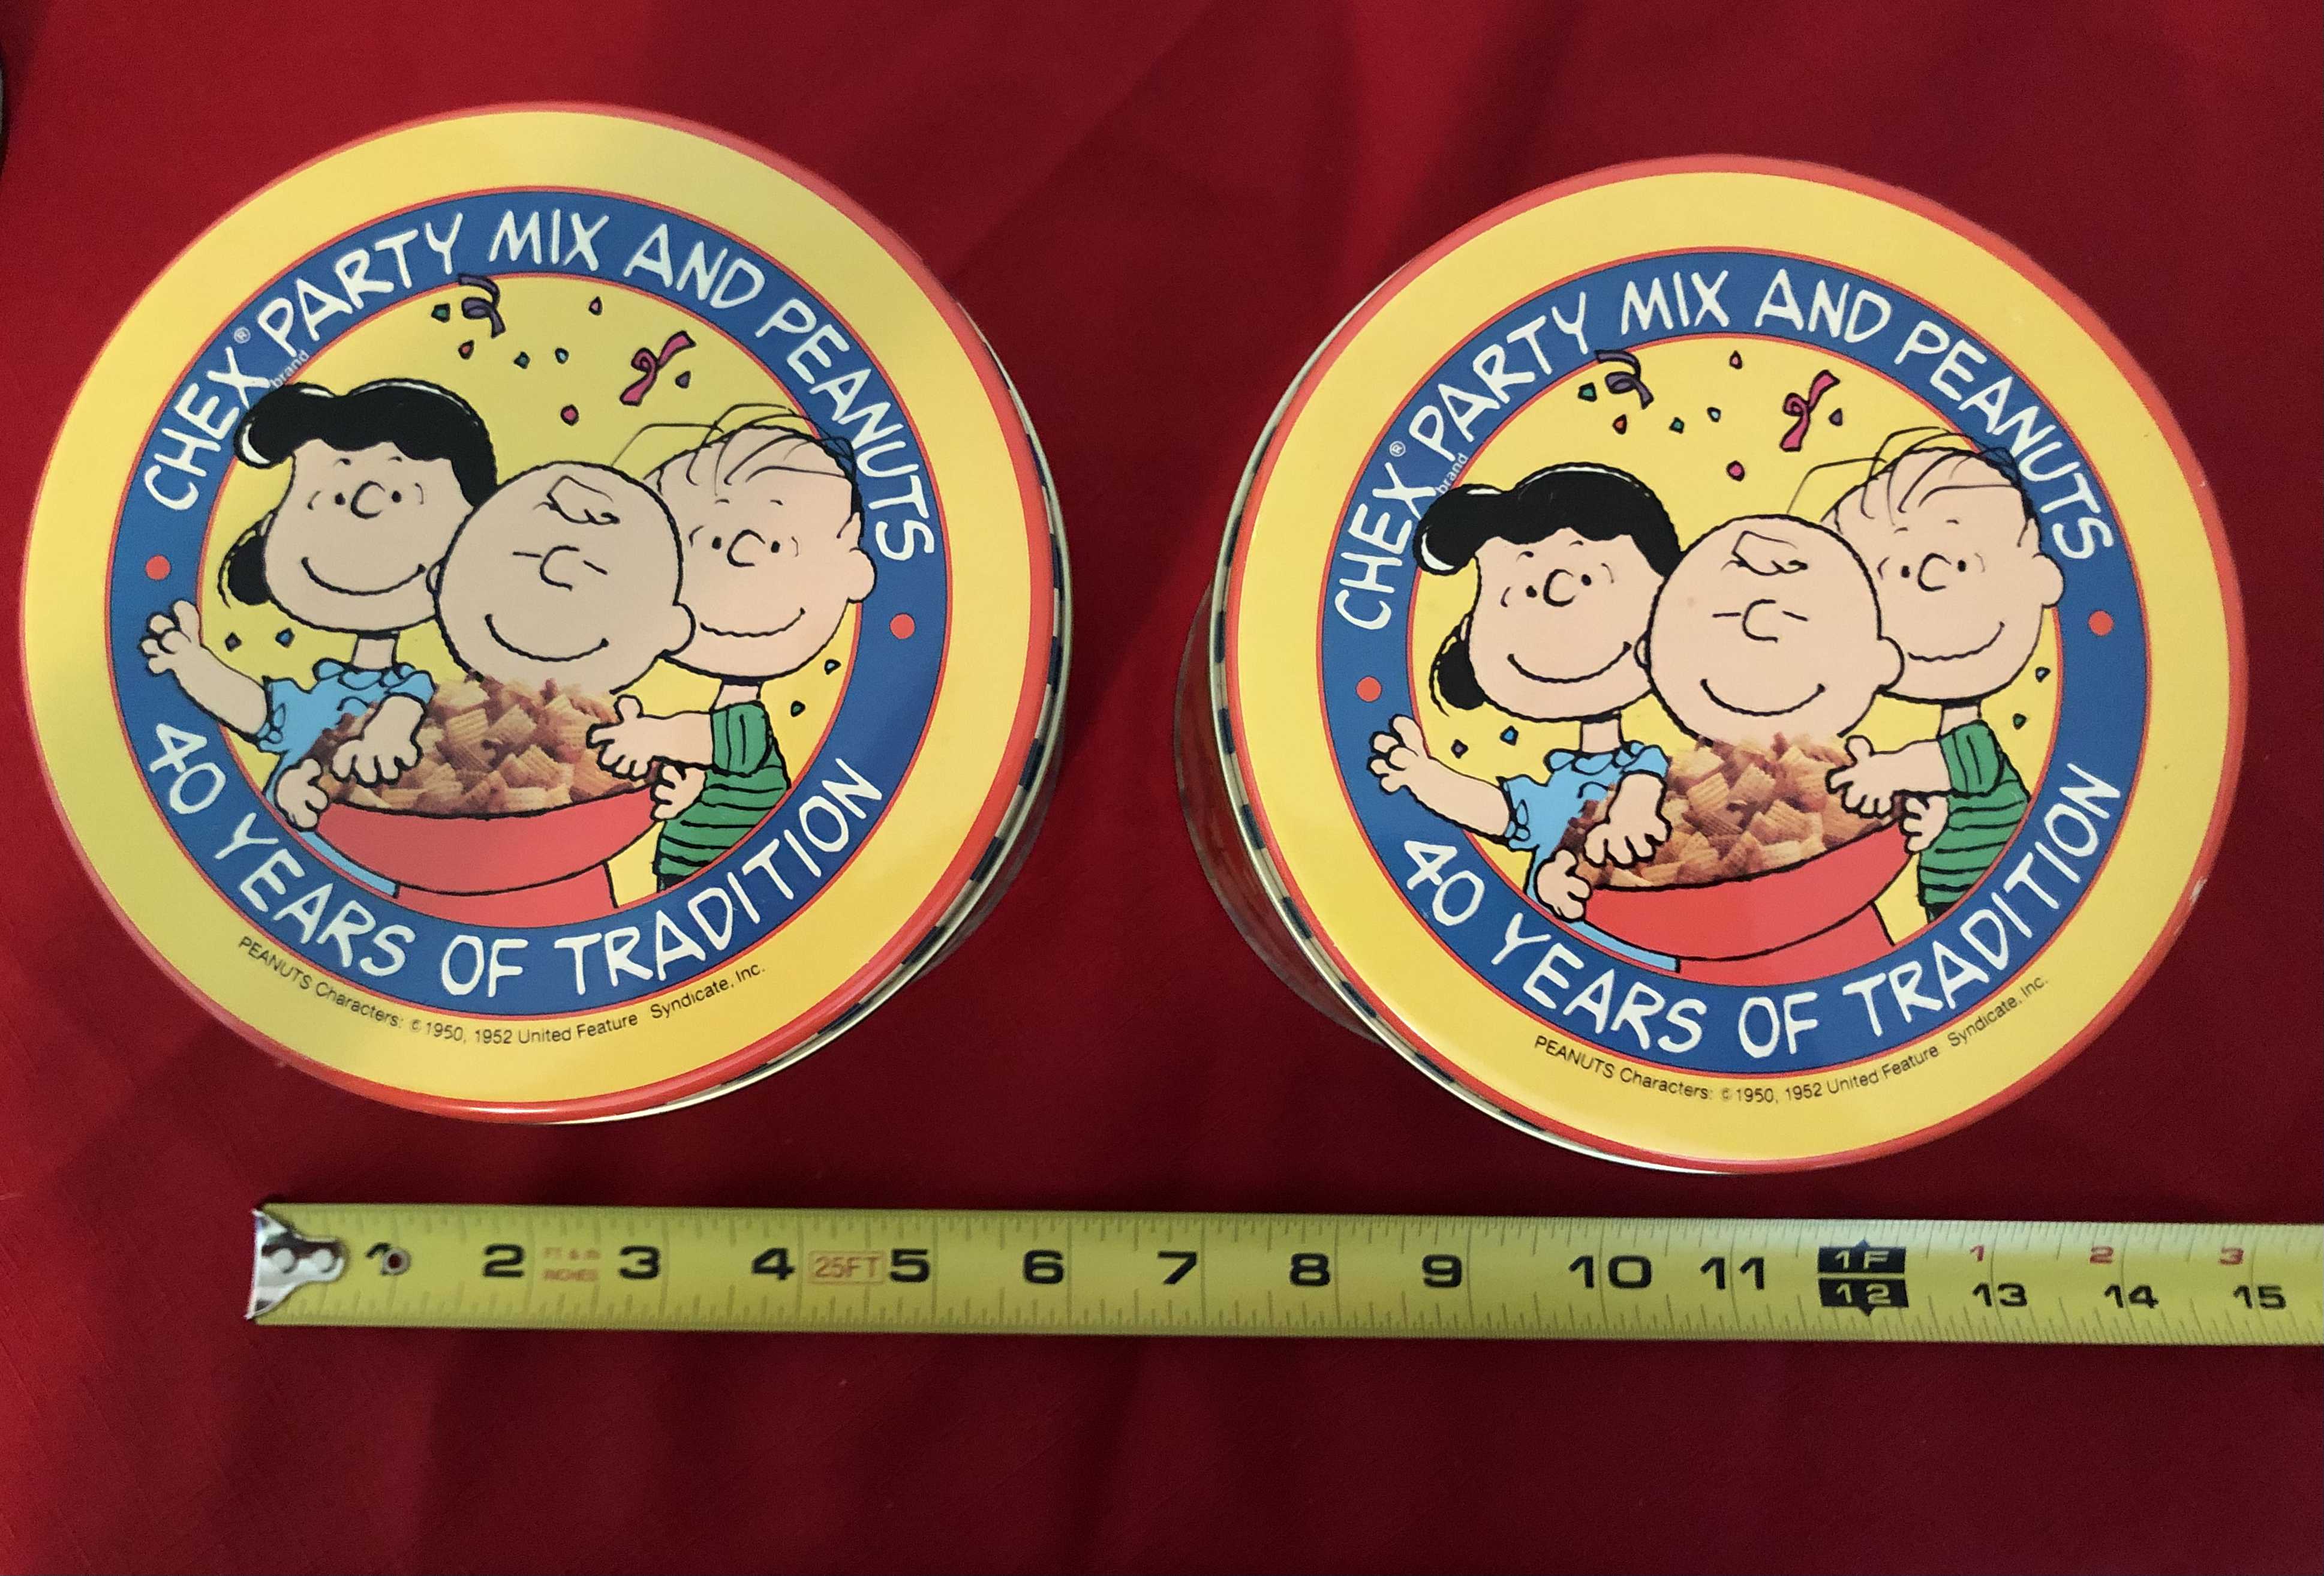 CHEX® brand PARTY MIX AND PEANUTS
40 YEARS OF TRADITION
PEANUTS Characters: © 1950, 1952 United Feature Syndicate, Inc.
CHEX® brand PARTY MIX AND PEANUTS
40 YEARS OF TRADITION
PEANUTS Characters: © 1950, 1952 United Feature Syndicate, Inc.
1F 1 2 3
1 2 FT & IN INCHES 3 4 25FT 5 6 7 8 9 10 11 12 13 14 15